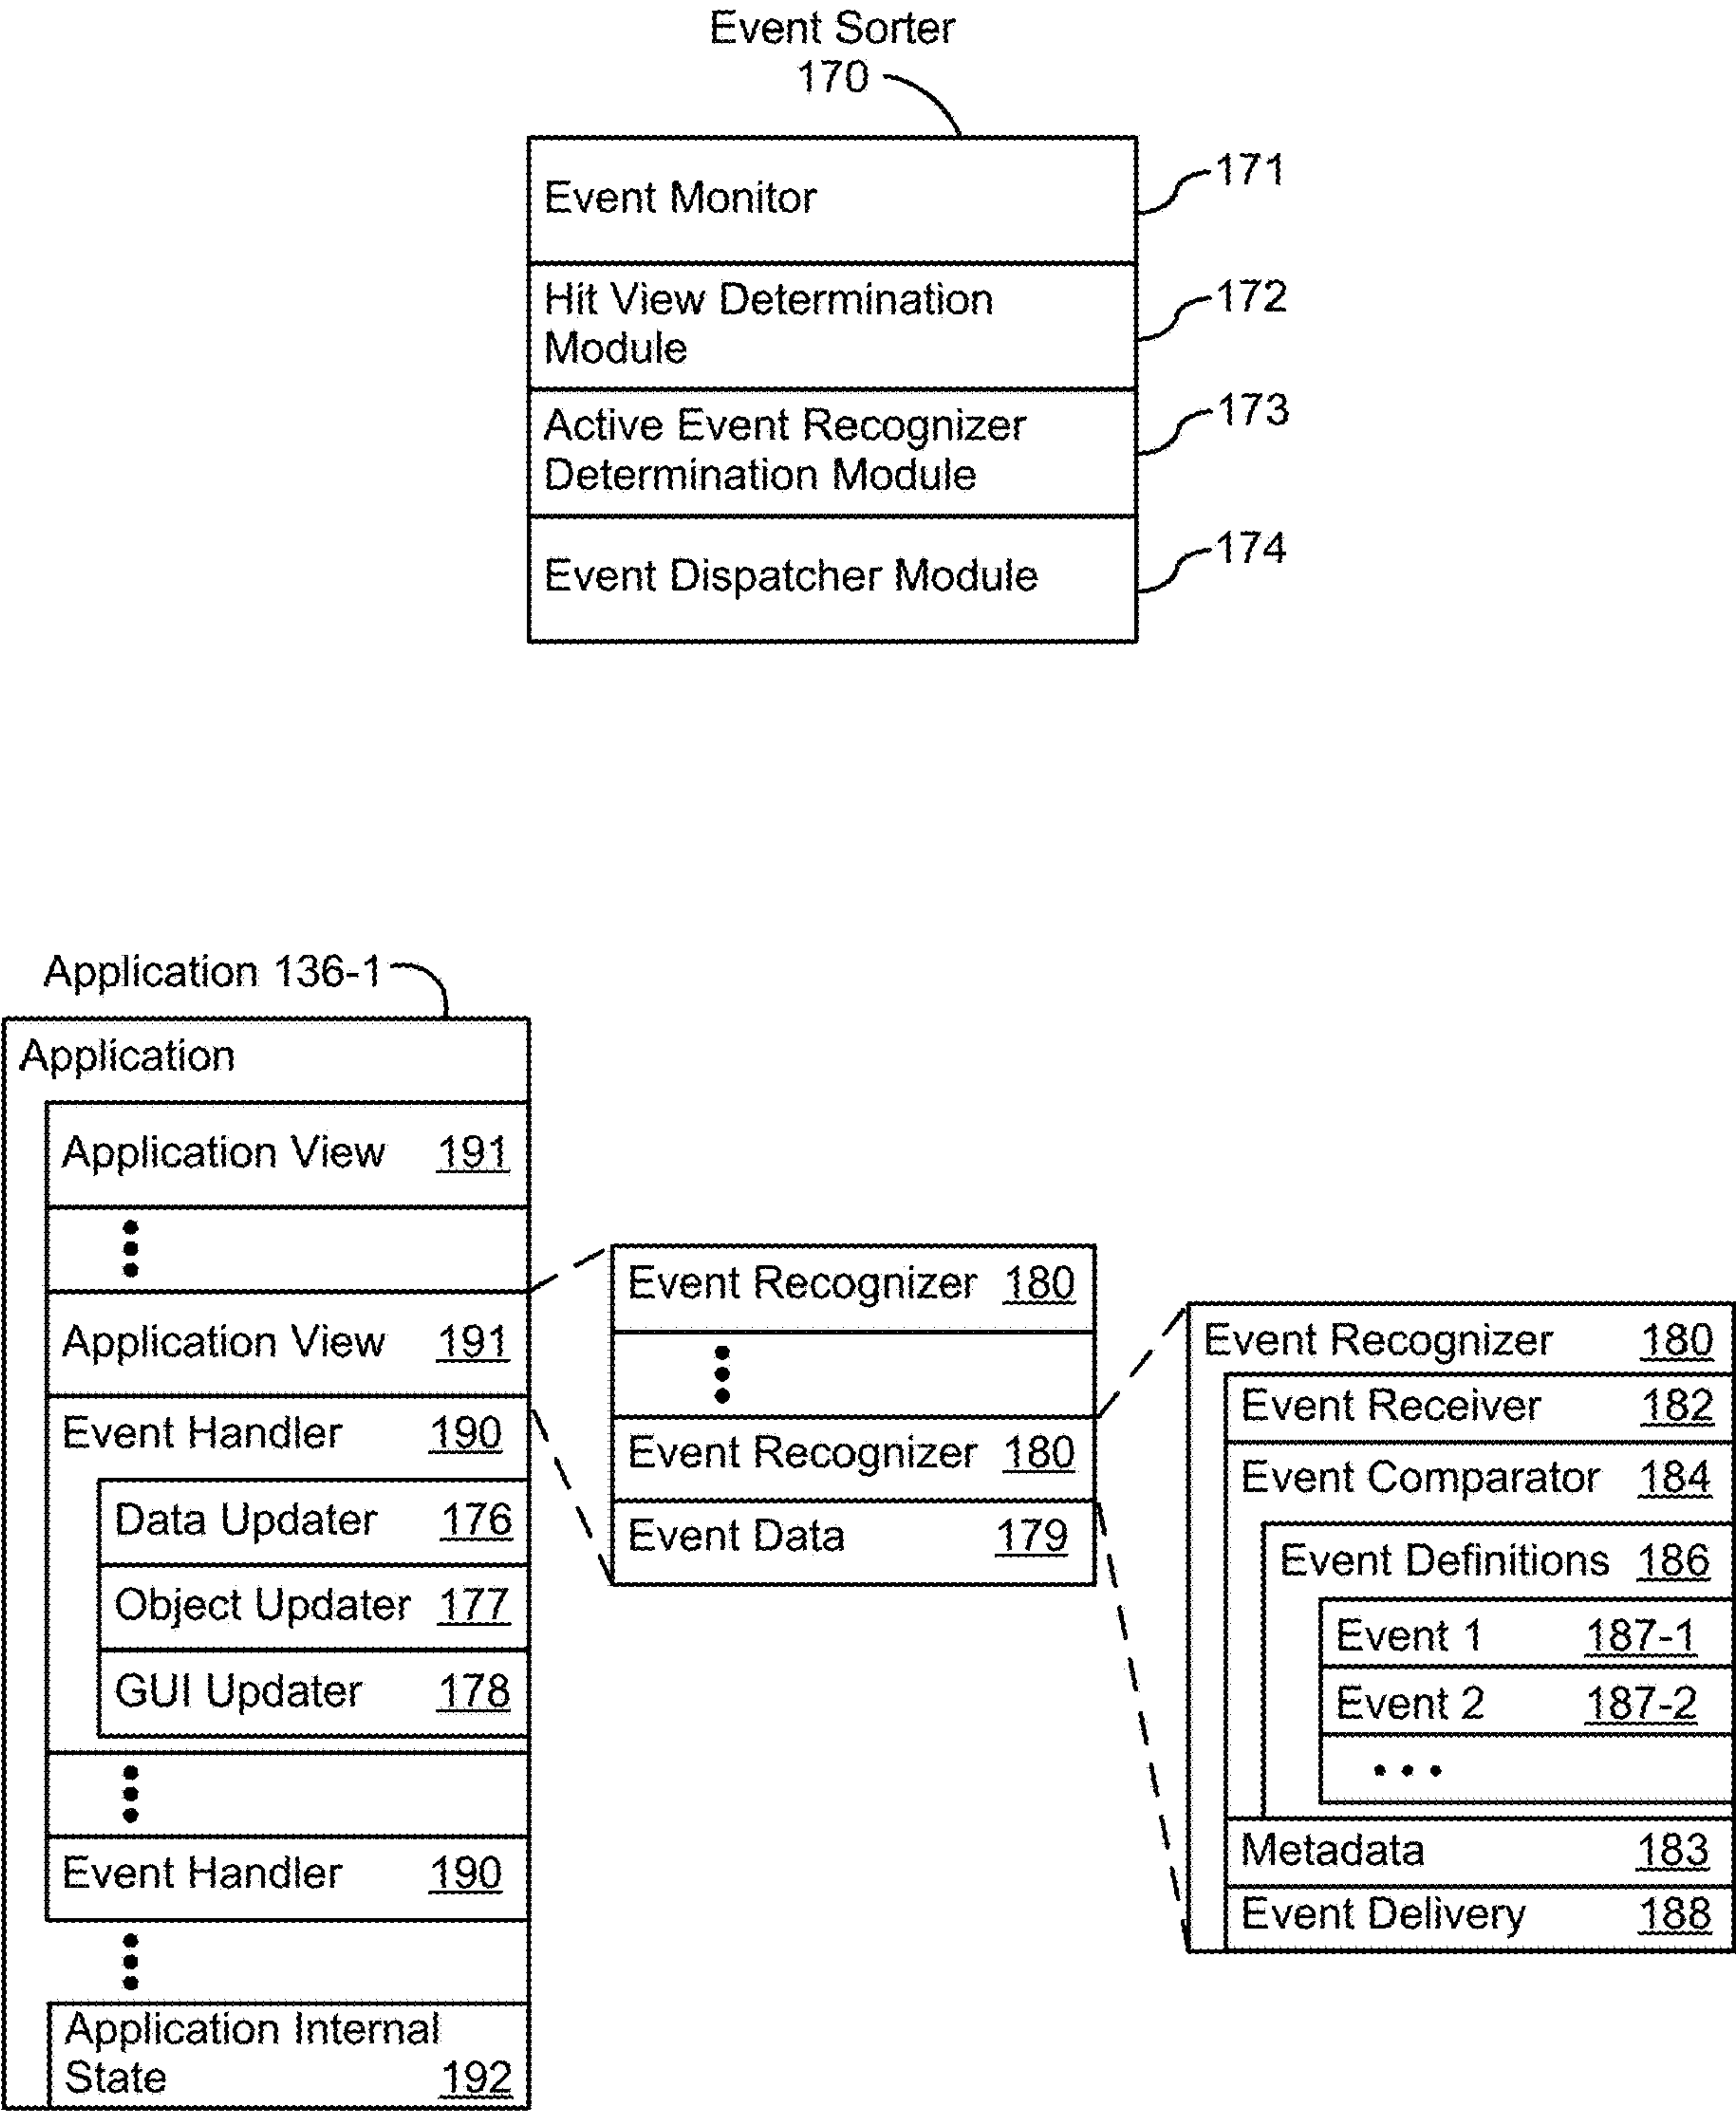 Event Sorter
170
Event Monitor
171
Hit View Determination
Module
172
Active Event Recognizer
Determination Module
173
Event Dispatcher Module
174
Application 136-1
Application
Application View 191
Application View 191
Event Handler 190
Data Updater 176
Object Updater 177
GUI Updater 178
Event Handler 190
Application Internal
State 192
Event Recognizer 180
Event Recognizer 180
Event Data 179
Event Recognizer 180
Event Receiver 182
Event Comparator 184
Event Definitions 186
Event 1 187-1
Event 2 187-2
• • •
Metadata 183
Event Delivery 188